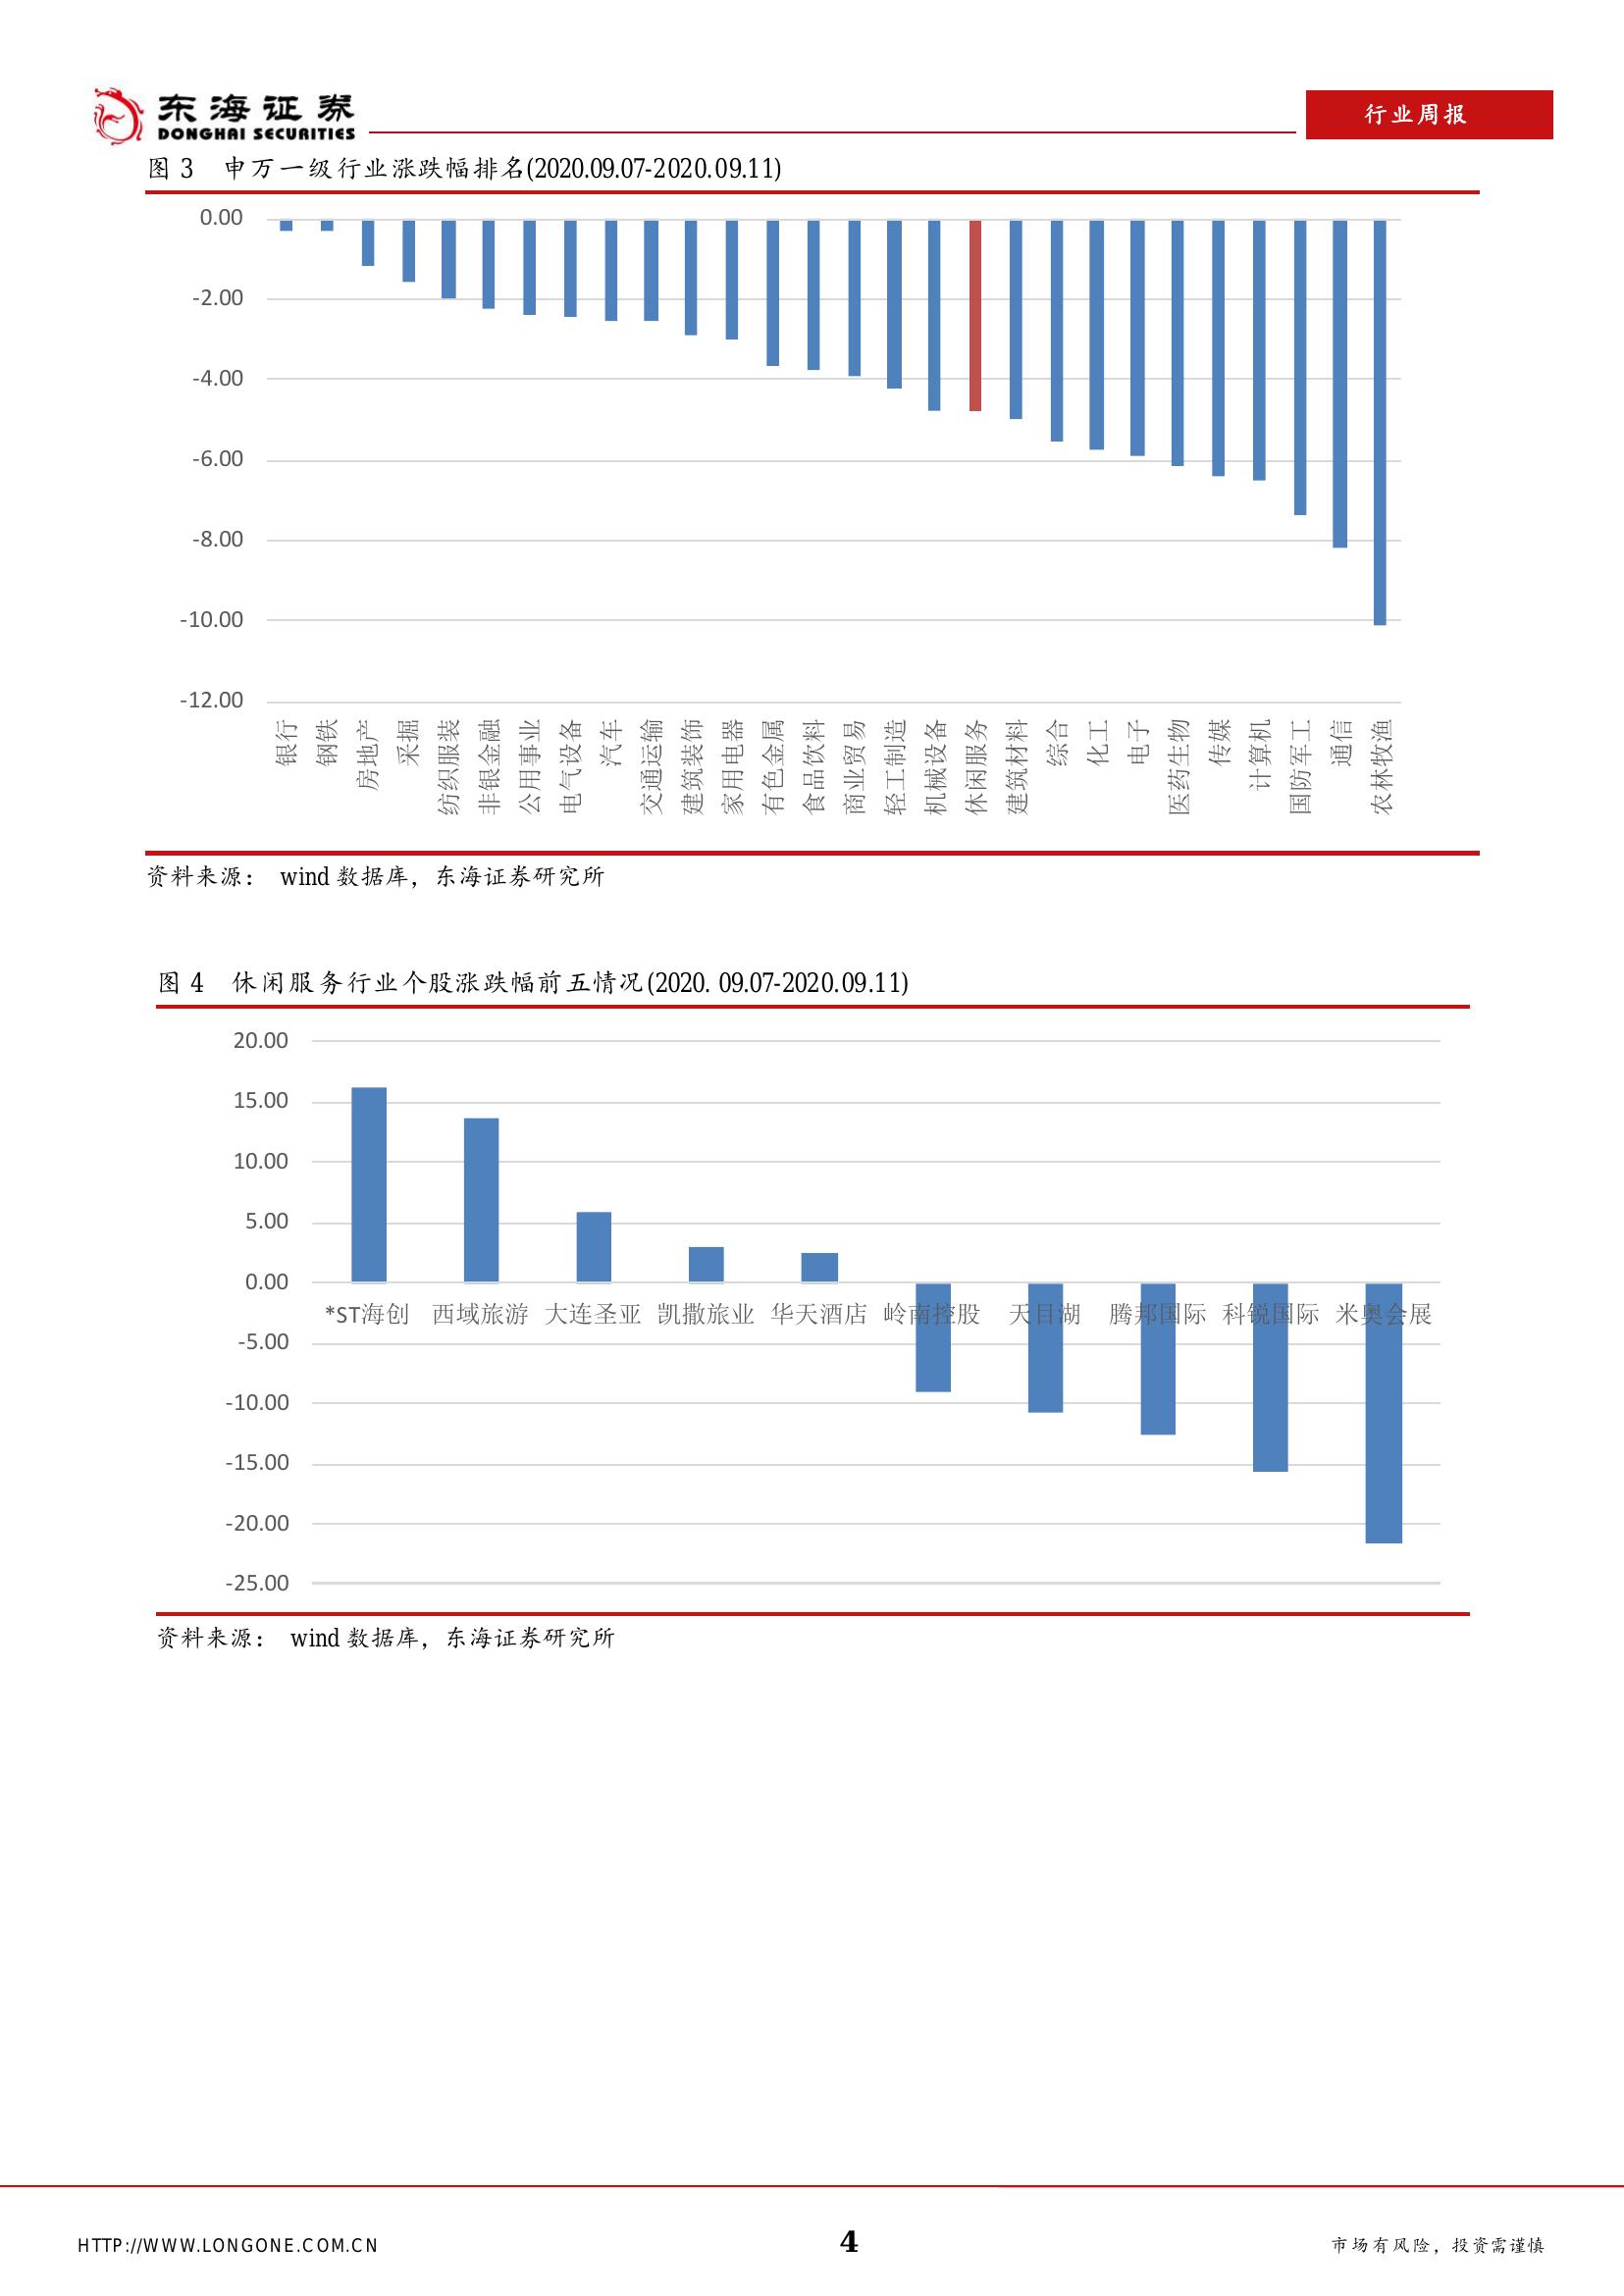 东海证券
DONGHAI SECURITIES
行业周报
图 3 申万一级行业涨跌幅排名(2020.09.07-2020.09.11)
0.00
-2.00
-4.00
-6.00
-8.00
-10.00
-12.00
银行
钢铁
房地产
采掘
纺织服装
非银金融
公用事业
电气设备
汽车
交通运输
建筑装饰
家用电器
有色金属
食品饮料
商业贸易
轻工制造
机械设备
休闲服务
建筑材料
综合
化工
电子
医药生物
传媒
计算机
国防军工
通信
农林牧渔
资料来源： wind 数据库，东海证券研究所
图 4 休闲服务行业个股涨跌幅前五情况(2020. 09.07-2020.09.11)
20.00
15.00
10.00
5.00
0.00
*ST海创 西域旅游 大连圣亚 凯撒旅业 华天酒店 岭南控股 天目湖 腾邦国际 科锐国际 米奥会展
-5.00
-10.00
-15.00
-20.00
-25.00
资料来源： wind 数据库，东海证券研究所
HTTP://WWW.LONGONE.COM.CN
4
市场有风险，投资需谨慎